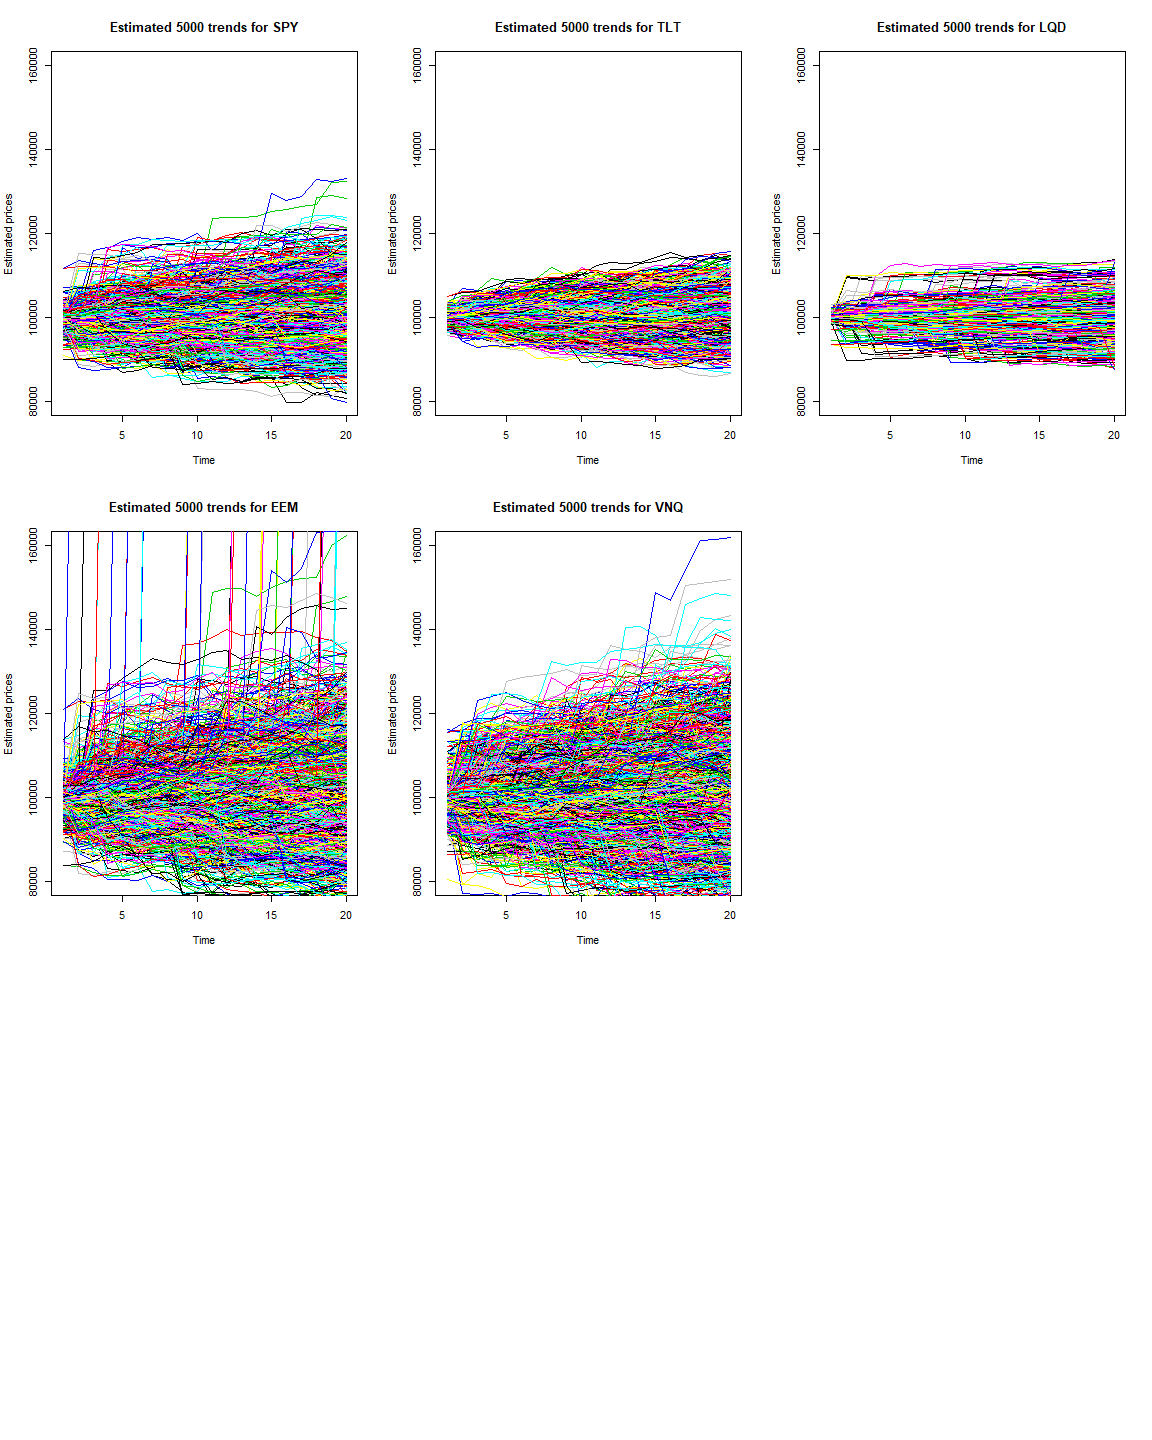 Estimated 5000 trends for SPY
Estimated prices
160000
140000
120000
100000
80000
5 10 15 20
Time
Estimated 5000 trends for TLT
Estimated prices
160000
140000
120000
100000
80000
5 10 15 20
Time
Estimated 5000 trends for LQD
Estimated prices
160000
140000
120000
100000
80000
5 10 15 20
Time
Estimated 5000 trends for EEM
Estimated prices
160000
140000
120000
100000
80000
5 10 15 20
Time
Estimated 5000 trends for VNQ
Estimated prices
160000
140000
120000
100000
80000
5 10 15 20
Time